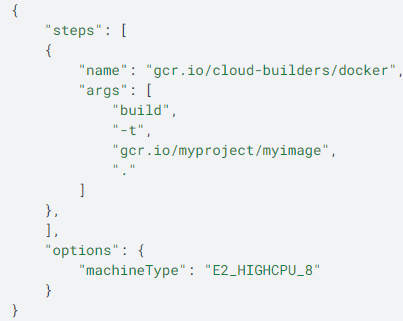 {
    "steps": [
    {
        "name": "gcr.io/cloud-builders/docker",
        "args": [
            "build",
            "-t",
            "gcr.io/myproject/myimage",
            "."
        ]
    },
    ],
    "options": {
        "machineType": "E2_HIGHCPU_8"
    }
}